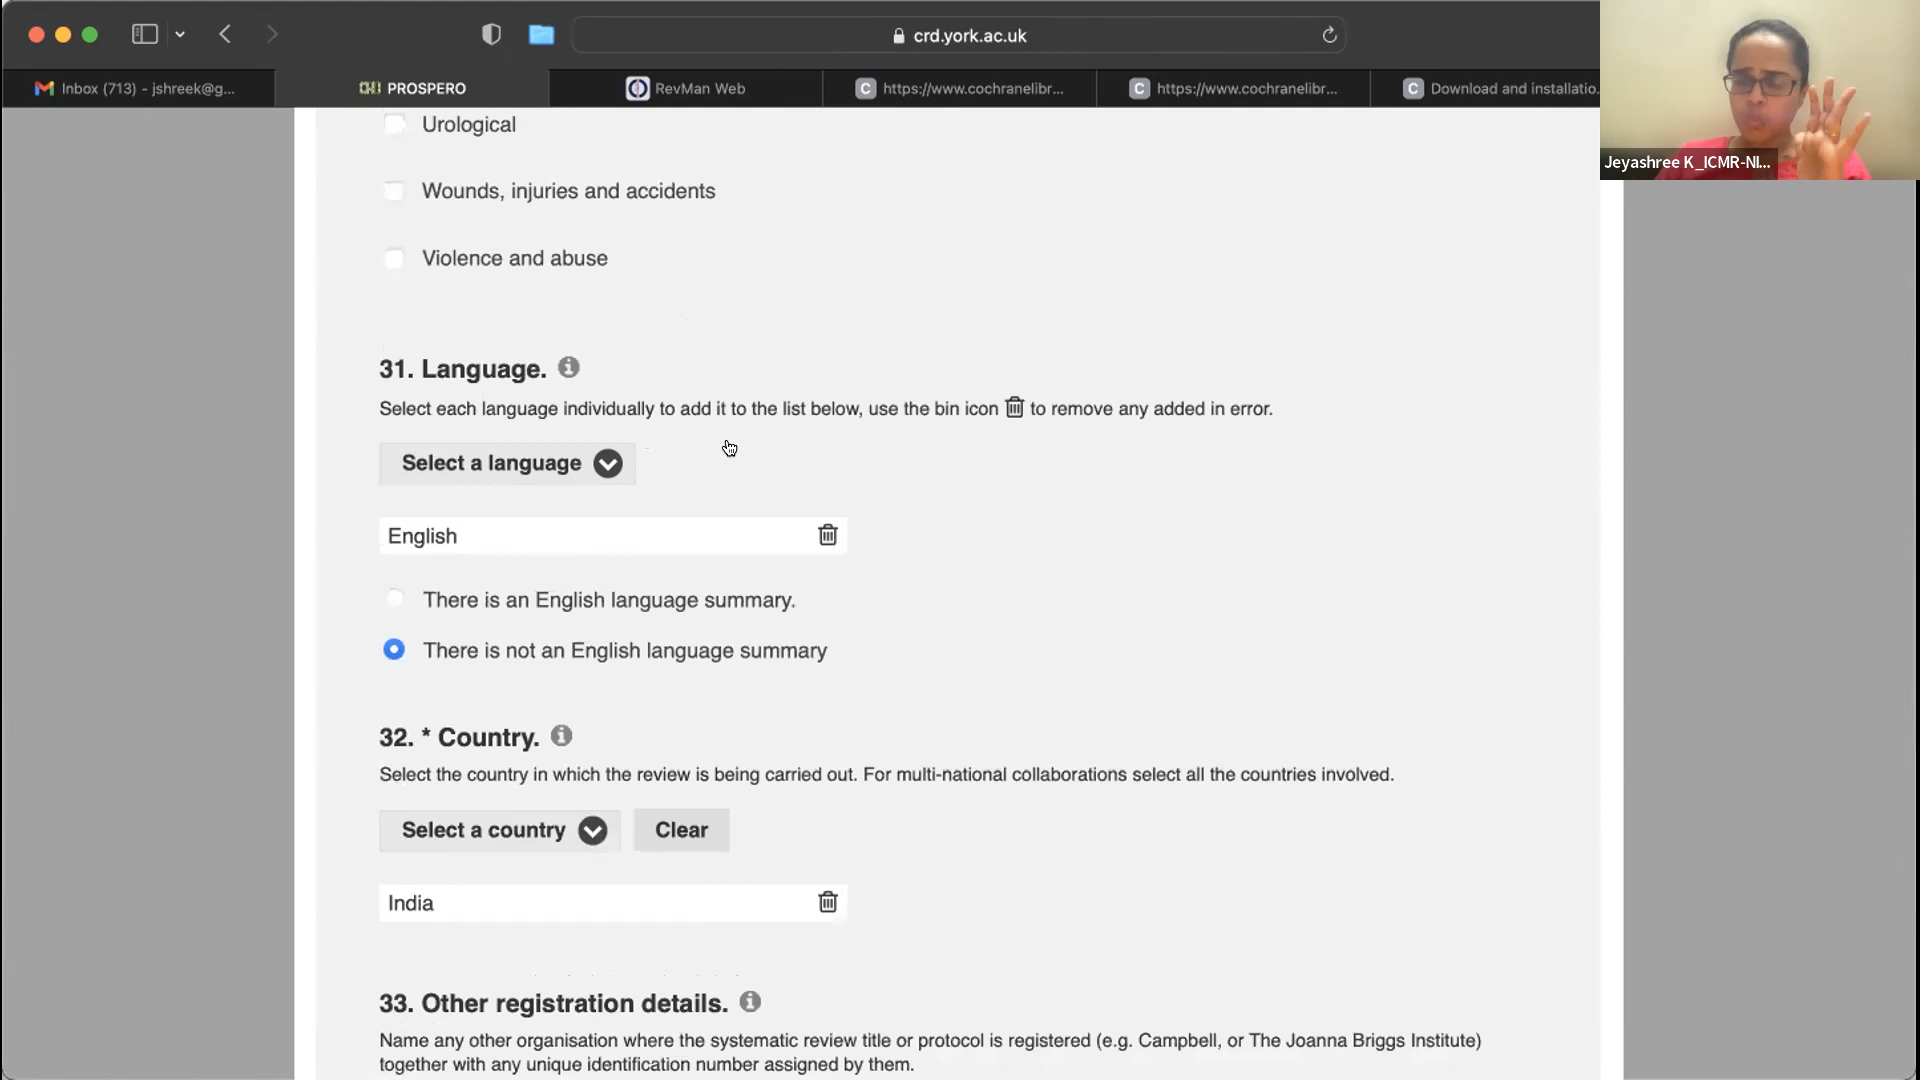 crd.york.ac.uk
Inbox (713) - jshreek@g...
PROSPERO
RevMan Web
https://www.cochranelibr...
https://www.cochranelibr...
Download and installatio.
Jeyashree K_ICMR-NI...
Urological
Wounds, injuries and accidents
Violence and abuse
31. Language.
Select each language individually to add it to the list below, use the bin icon to remove any added in error.
Select a language
English
There is an English language summary.
There is not an English language summary
32. * Country.
Select the country in which the review is being carried out. For multi-national collaborations select all the countries involved.
Select a country
Clear
India
33. Other registration details.
Name any other organisation where the systematic review title or protocol is registered (e.g. Campbell, or The Joanna Briggs Institute)
together with any unique identification number assigned by them.